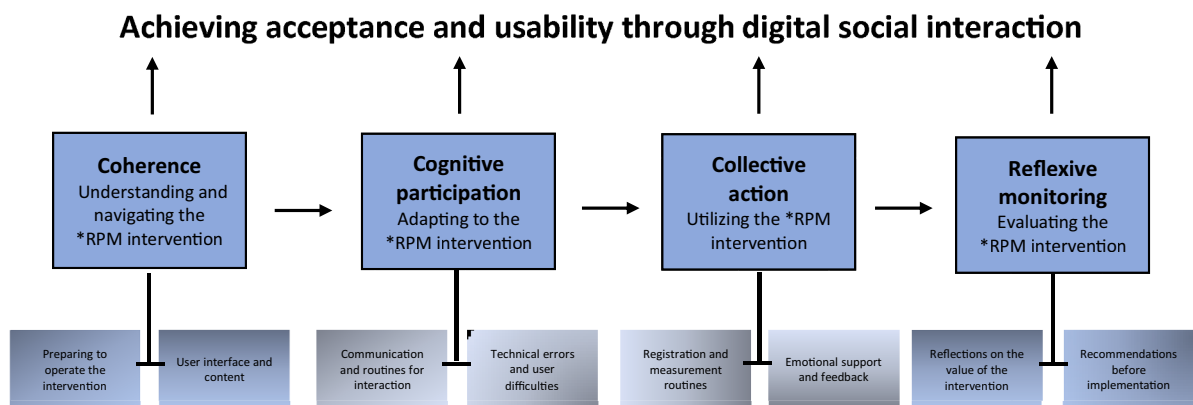 Achieving acceptance and usability through digital social interaction
Coherence
Understanding and
navigating the
*RPM intervention
Cognitive
participation
Adapting to the
*RPM intervention
Collective
action
Utilizing the *RPM
intervention
Reflexive
monitoring
Evaluating the
*RPM intervention
Preparing to
operate the
intervention
User interface and
content
Communication
and routines for
interaction
Technical errors
and user
difficulties
Registration and
measurement
routines
Emotional support
and feedback
Reflections on the
value of the
intervention
Recommendations
before
implementation